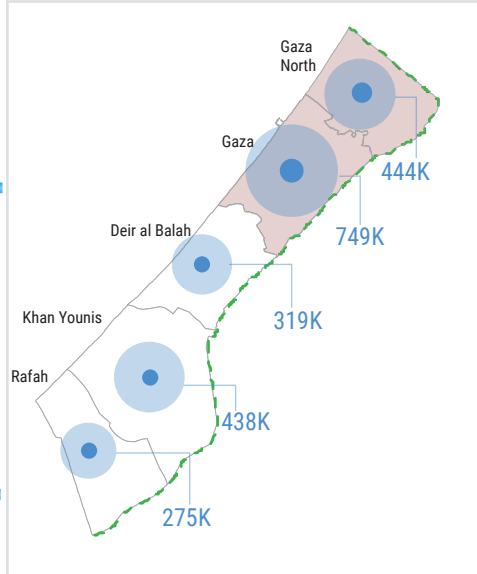 Gaza
North
444K
Gaza
749K
Deir al Balah
319K
Khan Younis
438K
Rafah
275K